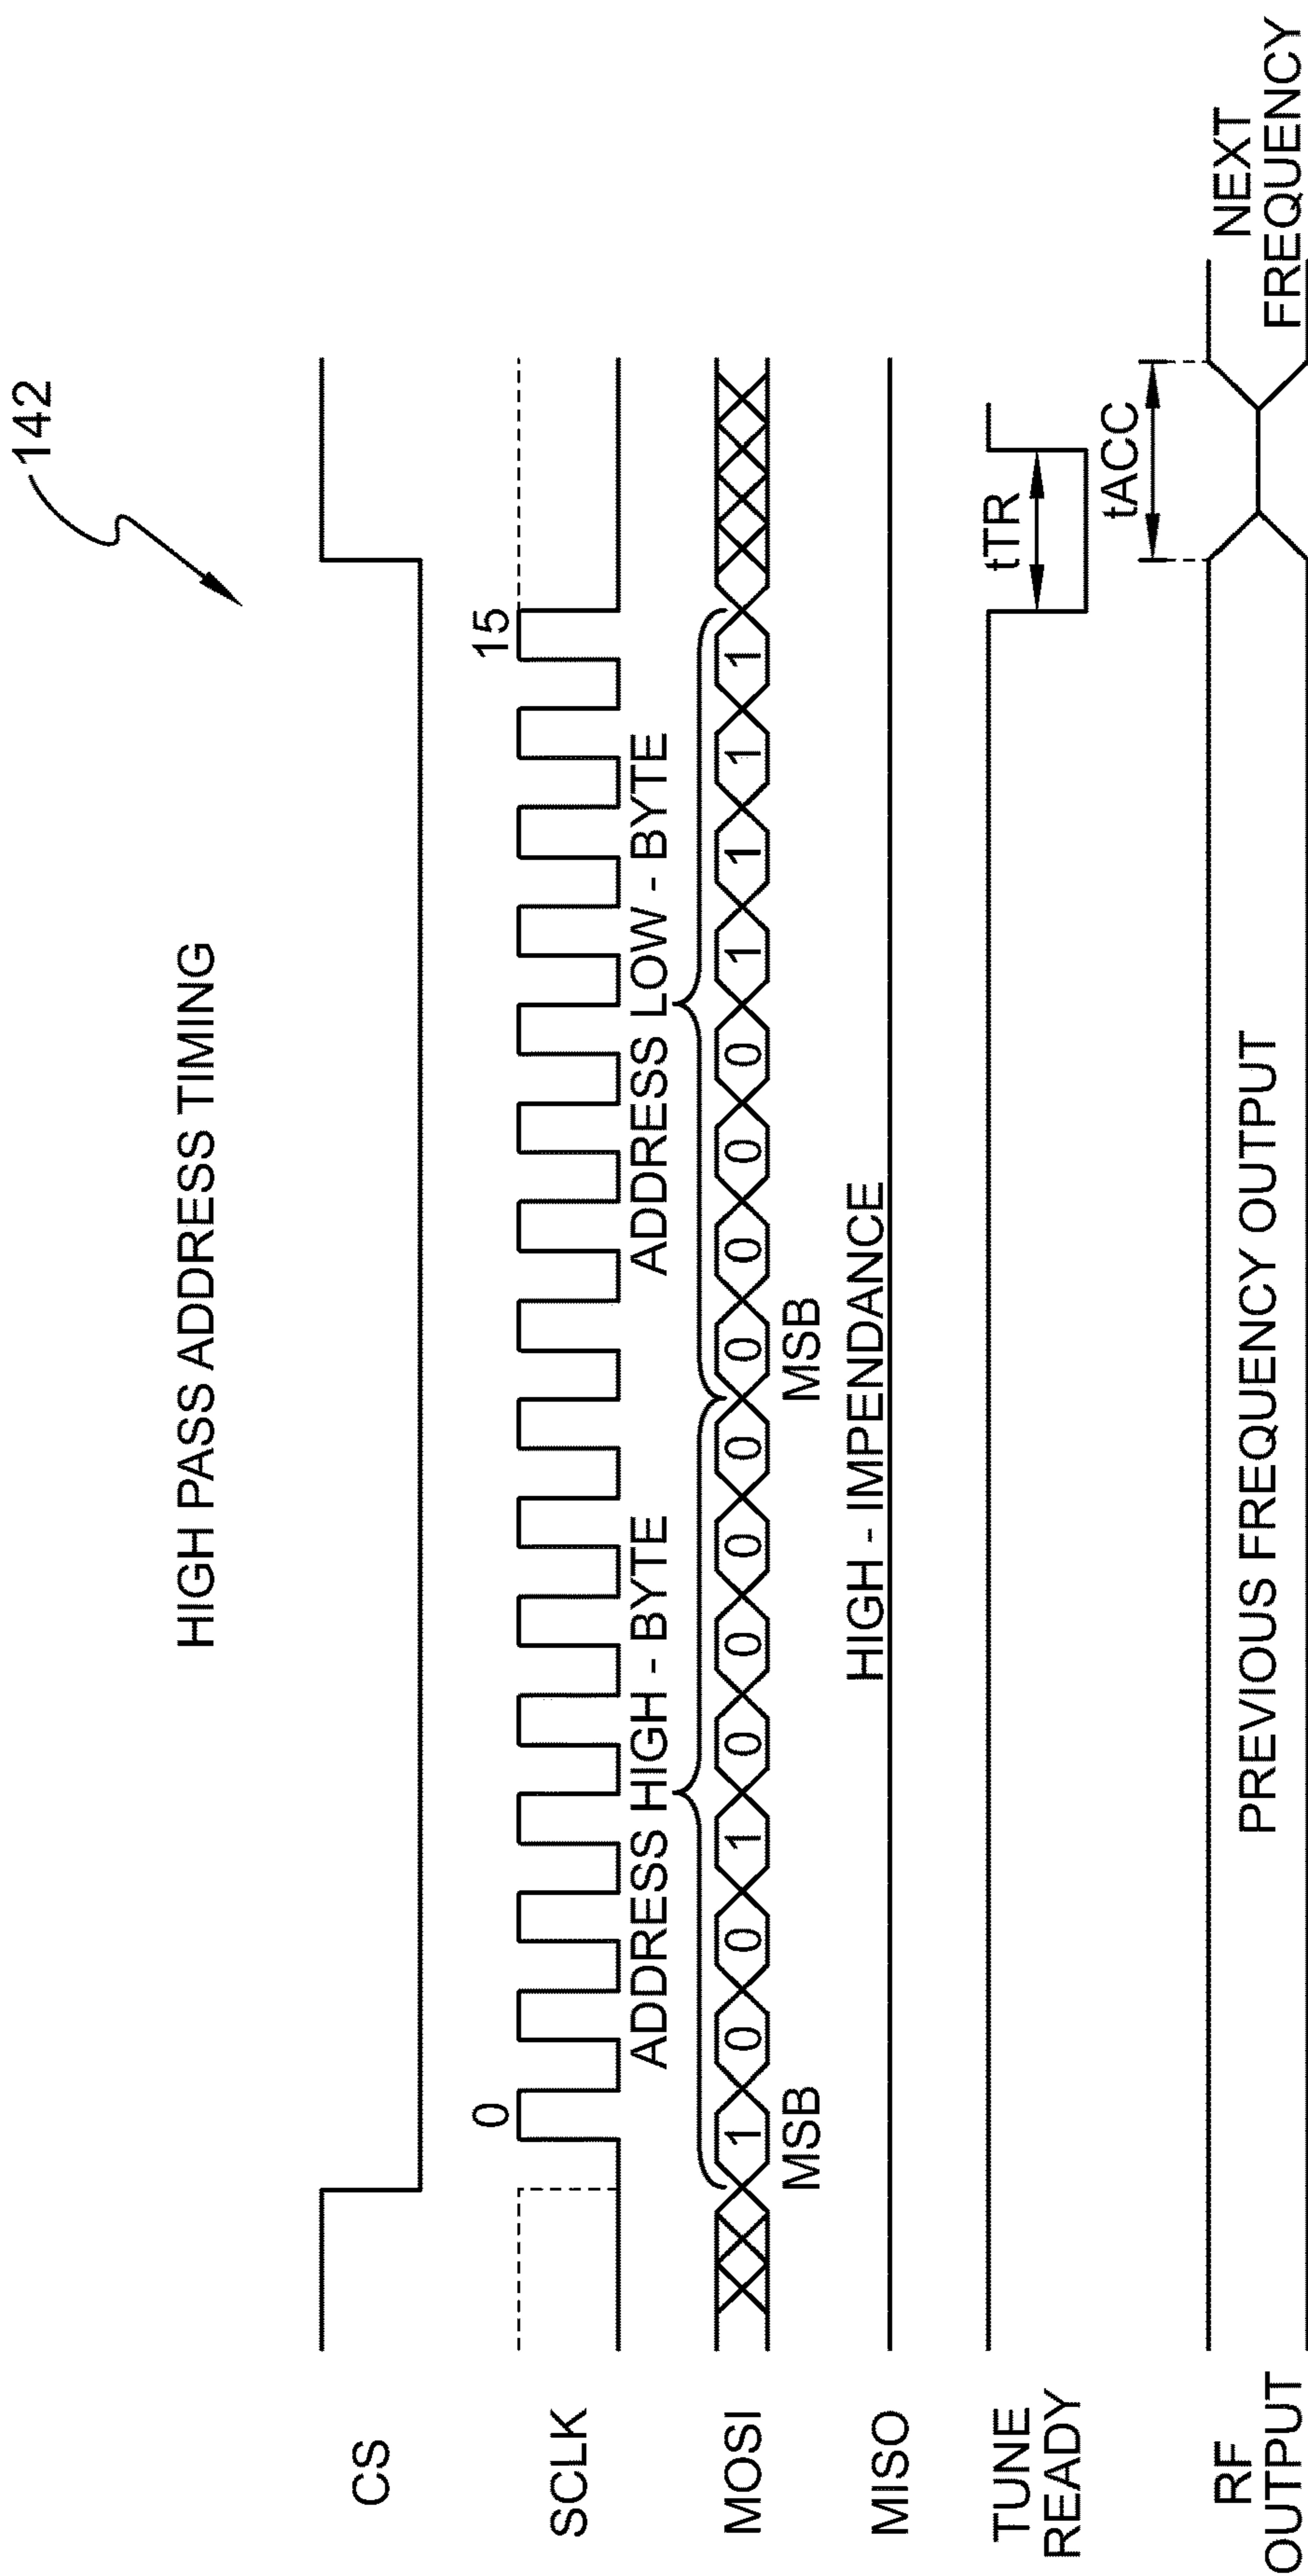 142
HIGH PASS ADDRESS TIMING
CS
SCLK
0
15
ADDRESS HIGH - BYTE
ADDRESS LOW - BYTE
MOSI
1 0 0 1 0 0 0 0 0 0 0 0 1 1 1 1
MSB
MSB
MISO
HIGH - IMPENDANCE
TUNE
READY
tTR
tACC
RF
OUTPUT
PREVIOUS FREQUENCY OUTPUT
NEXT
FREQUENCY